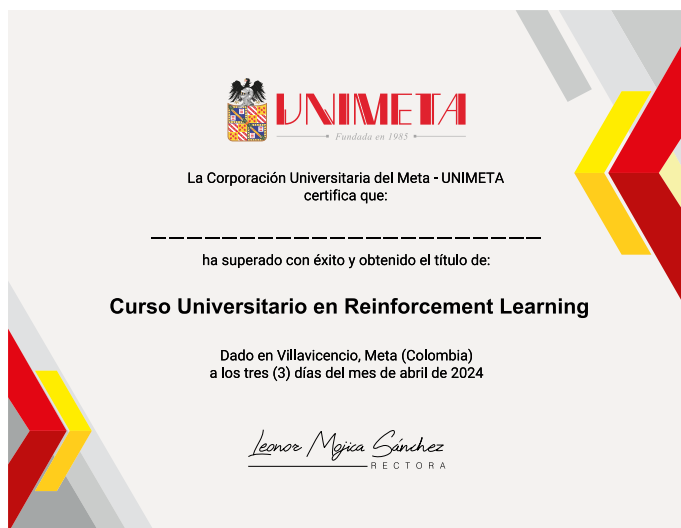 UNIMETA
Fundada en 1985
La Corporación Universitaria del Meta - UNIMETA
certifica que:
ha superado con éxito y obtenido el título de:
Curso Universitario en Reinforcement Learning
Dado en Villavicencio, Meta (Colombia)
a los tres (3) días del mes de abril de 2024
Leonor Mojica Sánchez
RECTORA